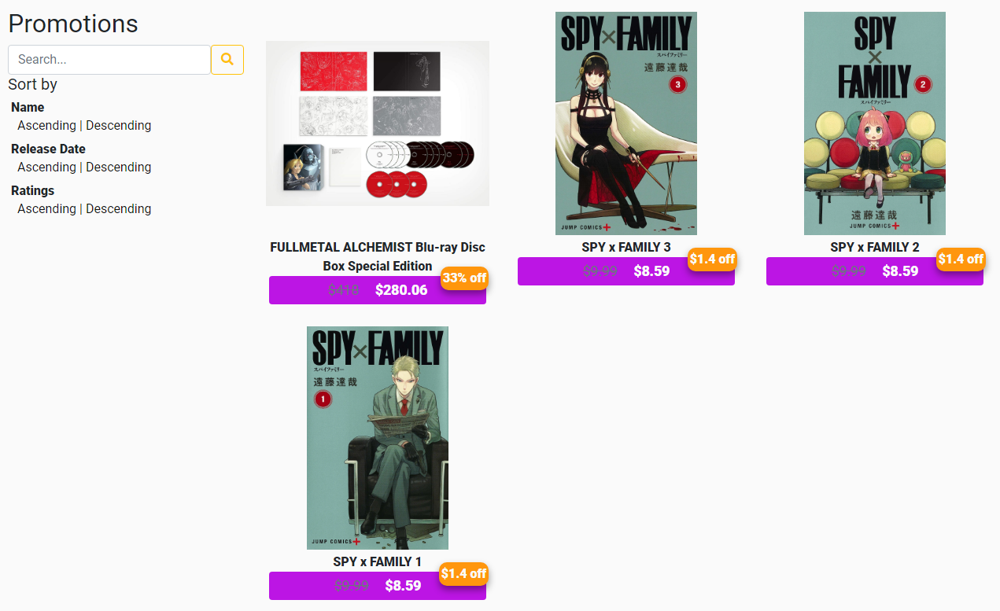 Promotions
Search...
Sort by
Name
Ascending | Descending
Release Date
Ascending | Descending
Ratings
Ascending | Descending
FULLMETAL ALCHEMIST Blu-ray Disc
Box Special Edition
33% off
$418 $280.06
SPY×FAMILY
スパイファミリー
遠藤達哉
3
JUMP COMICS+
SPY x FAMILY 3
$1.4 off
$9.99 $8.59
SPY
×
FAMILY
2
スパイファミリー
遠藤達哉
JUMP COMICS+
SPY x FAMILY 2
$1.4 off
$9.99 $8.59
SPY×FAMILY
スパイファミリー
遠藤達哉
1
JUMP COMICS+
SPY x FAMILY 1
$1.4 off
$9.99 $8.59